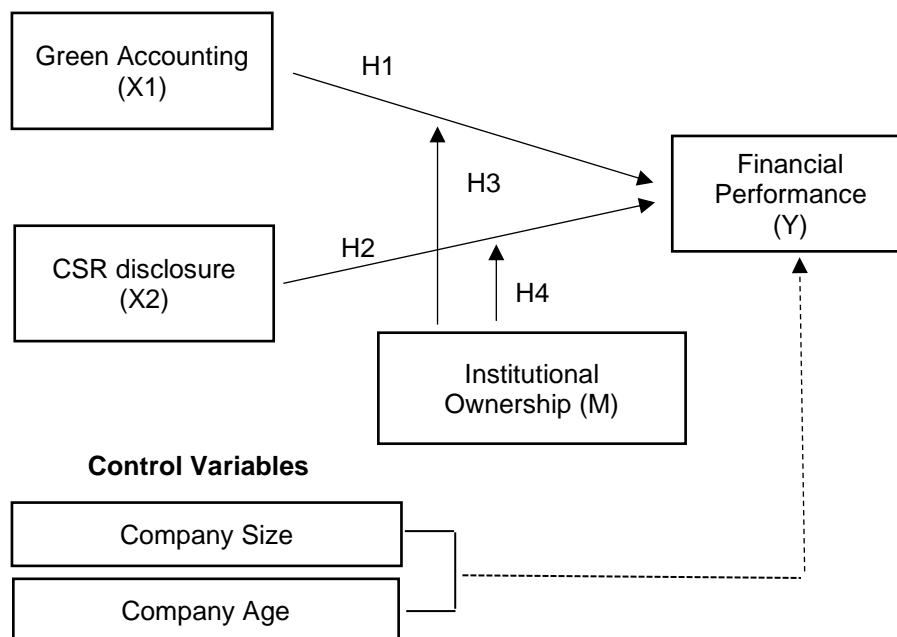 Green Accounting
(X1)
H1
Financial
Performance
(Y)
H3
CSR disclosure
(X2)
H2
H4
Institutional
Ownership (M)
Control Variables
Company Size
Company Age